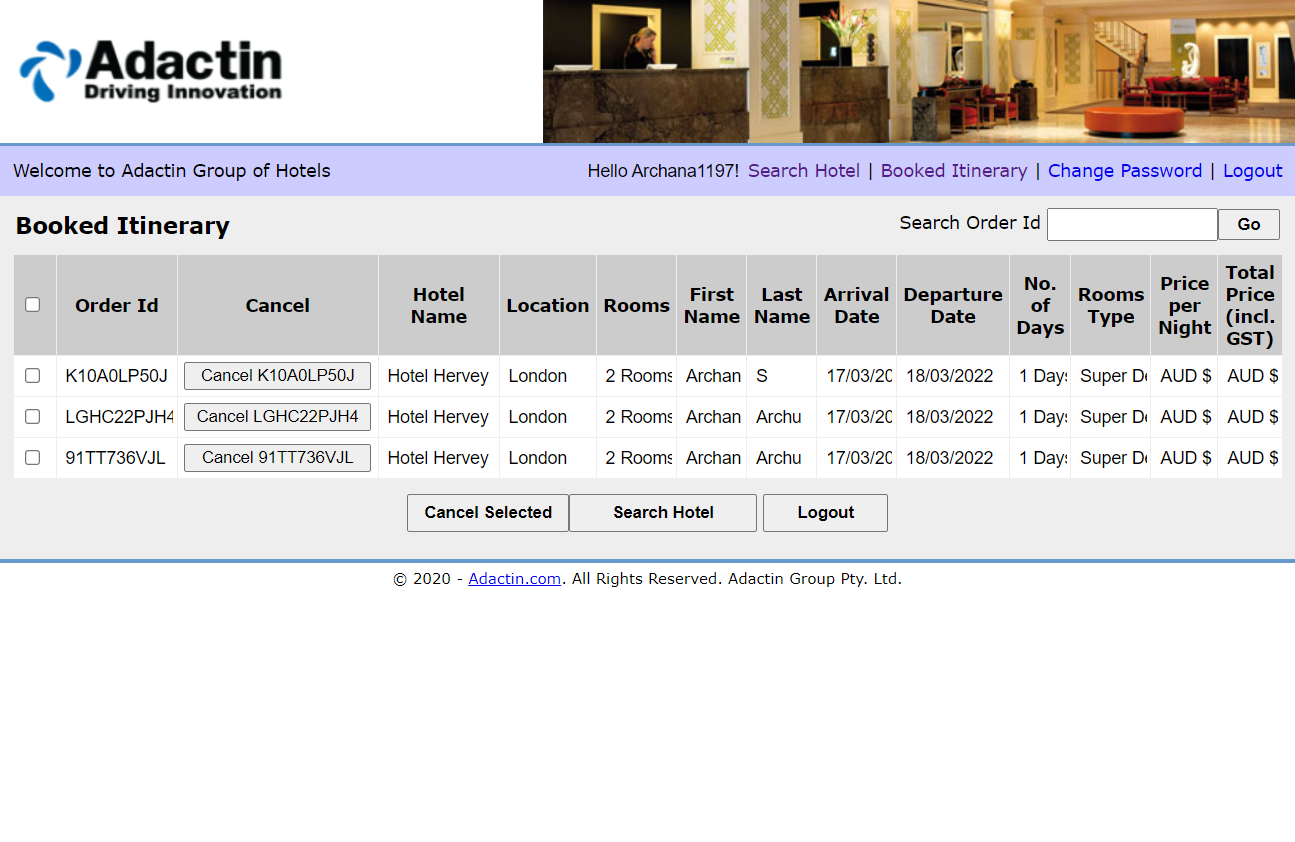 Adactin
Driving Innovation
Welcome to Adactin Group of Hotels
Hello Archana1197! Search Hotel | Booked Itinerary | Change Password | Logout
Booked Itinerary
Search Order Id Go
Order Id Cancel Hotel Name Location Rooms First Name Last Name Arrival Date Departure Date No. of Days Rooms Type Price per Night Total Price (incl. GST)
K10A0LP50J Cancel K10A0LP50J Hotel Hervey London 2 Rooms Archan S 17/03/20 18/03/2022 1 Days Super De AUD $ AUD $
LGHC22PJH4 Cancel LGHC22PJH4 Hotel Hervey London 2 Rooms Archan Archu 17/03/20 18/03/2022 1 Days Super De AUD $ AUD $
91TT736VJL Cancel 91TT736VJL Hotel Hervey London 2 Rooms Archan Archu 17/03/20 18/03/2022 1 Days Super De AUD $ AUD $
Cancel Selected Search Hotel Logout
© 2020 - Adactin.com. All Rights Reserved. Adactin Group Pty. Ltd.